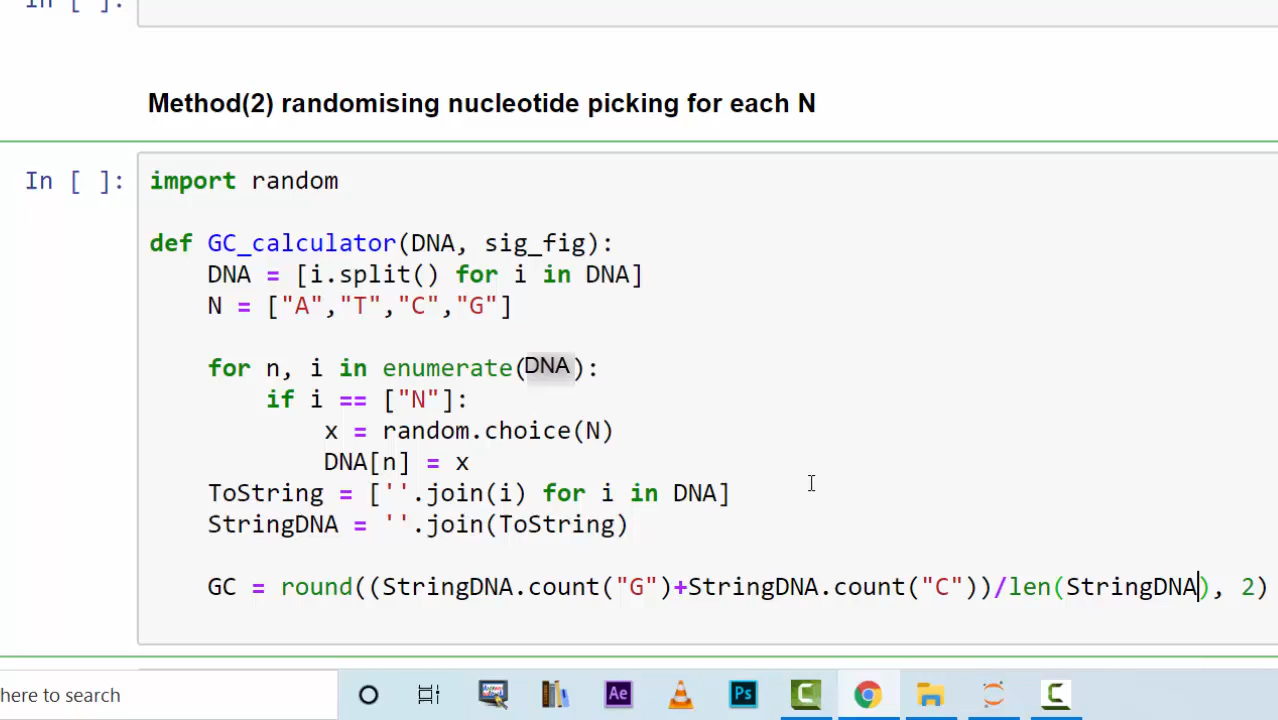 In [ ]:
Method(2) randomising nucleotide picking for each N
In [ ]: import random
def GC_calculator(DNA, sig_fig):
    DNA = [i.split() for i in DNA]
    N = ["A","T","C","G"]
    for n, i in enumerate(DNA):
        if i == ["N"]:
            x = random.choice(N)
            DNA[n] = x
    ToString = [''.join(i) for i in DNA]
    StringDNA = ''.join(ToString)
    GC = round((StringDNA.count("G")+StringDNA.count("C"))/len(StringDNA), 2)
here to search
Ae
Ps
C
C